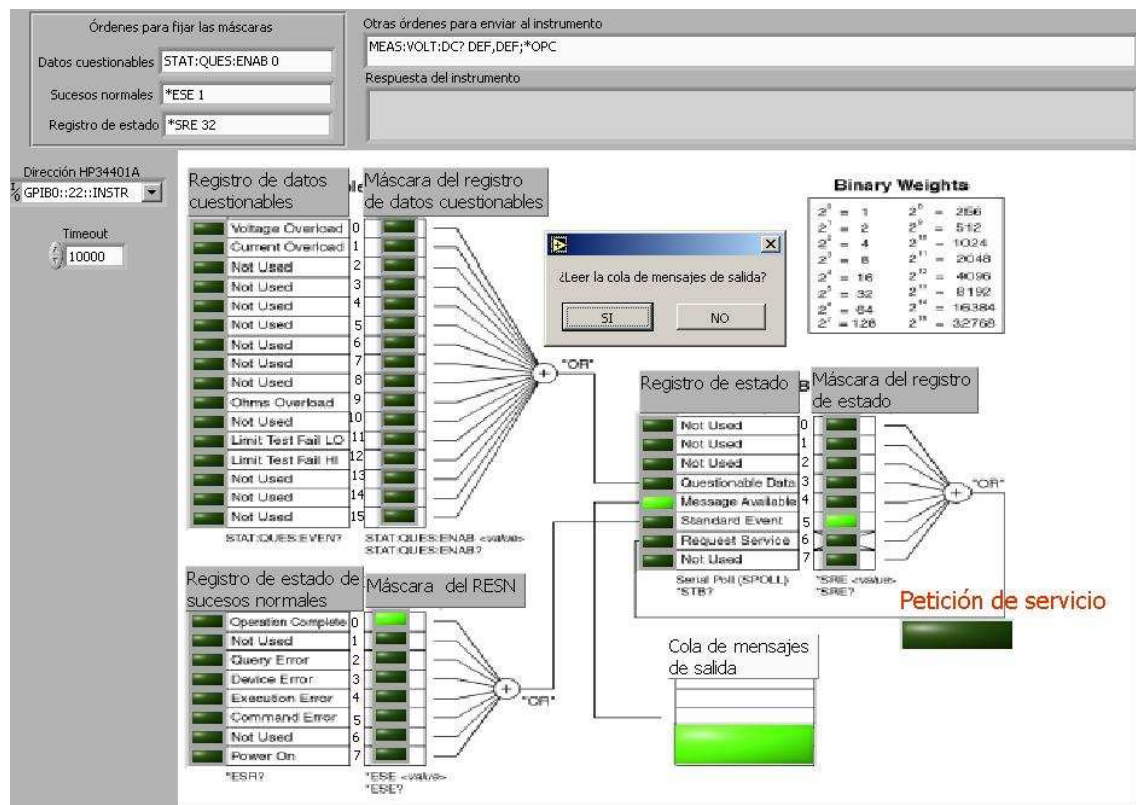 Órdenes para fijar las máscaras
Datos cuestionables STAT:QUES:ENAB 0
Sucesos normales *ESE 1
Registro de estado *SRE 32
Otras órdenes para enviar al instrumento
MEAS:VOLT:DC? DEF,DEF;*OPC
Respuesta del instrumento
Dirección HP34401A
GPIB0::22::INSTR
Timeout
10000
Registro de datos
cuestionables
Máscara del registro
de datos cuestionables
Voltage Overload 0
Current Overload 1
Not Used 2
Not Used 3
Not Used 4
Not Used 5
Not Used 6
Not Used 7
Not Used 8
Ohms Overload 9
Not Used 10
Limit Test Fail LO 11
Limit Test Fail HI 12
Not Used 13
Not Used 14
Not Used 15
"OR"
STAT:QUES:EVEN?
STAT:QUES:ENAB <value>
STAT:QUES:ENAB?
¿Leer la cola de mensajes de salida?
SI NO
Binary Weights
2⁰ = 1 2⁸ = 256
2¹ = 2 2⁹ = 512
2² = 4 2¹⁰ = 1024
2³ = 8 2¹¹ = 2048
2⁴ = 16 2¹² = 4096
2⁵ = 32 2¹³ = 8192
2⁶ = 64 2¹⁴ = 16384
2⁷ = 128 2¹⁵ = 32768
Registro de estado
Máscara del registro
de estado
Not Used 0
Not Used 1
Not Used 2
Questionable Data 3
Message Available 4
Standard Event 5
Request Service 6
Not Used 7
"OR"
Serial Poll (SPOLL)
*STB?
*SRE <value>
*SRE?
Petición de servicio
Registro de estado de
sucesos normales
Máscara del RESN
Operation Complete 0
Not Used 1
Query Error 2
Device Error 3
Execution Error 4
Command Error 5
Not Used 6
Power On 7
"OR"
*ESR?
*ESE <value>
*ESE?
Cola de mensajes
de salida